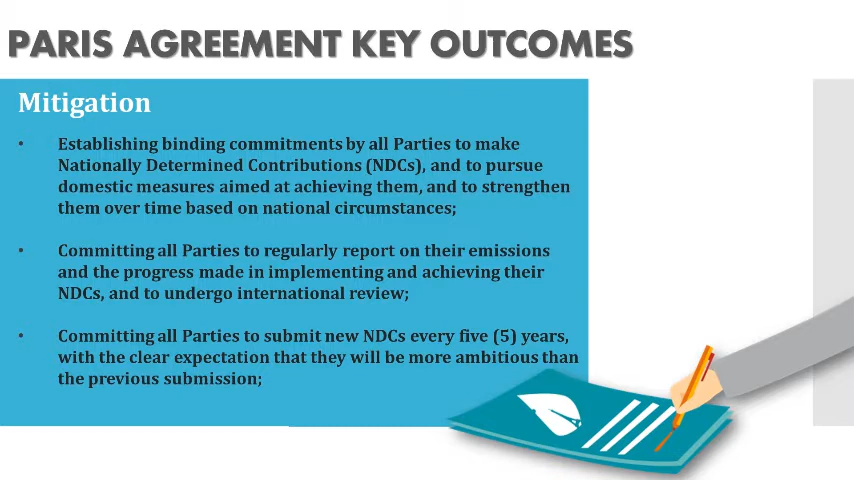 PARIS AGREEMENT KEY OUTCOMES
Mitigation
• Establishing binding commitments by all Parties to make
Nationally Determined Contributions (NDCs), and to pursue
domestic measures aimed at achieving them, and to strengthen
them over time based on national circumstances;
• Committing all Parties to regularly report on their emissions
and the progress made in implementing and achieving their
NDCs, and to undergo international review;
• Committing all Parties to submit new NDCs every five (5) years,
with the clear expectation that they will be more ambitious than
the previous submission;